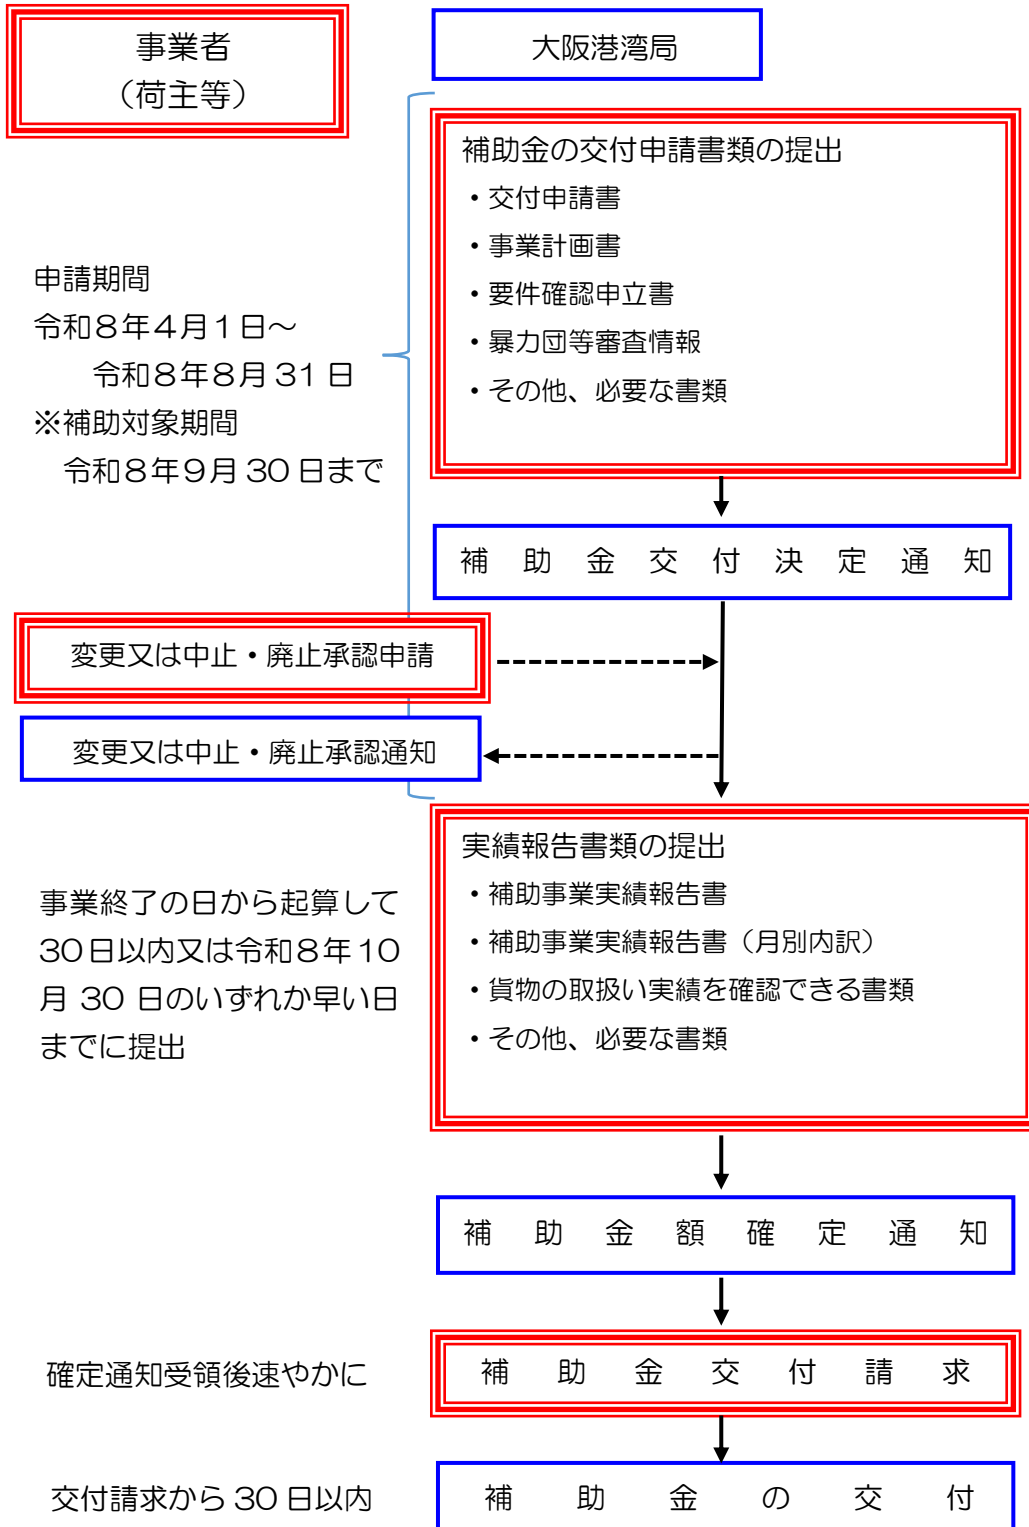 事業者
（荷主等）
大阪港湾局
補助金の交付申請書類の提出
・交付申請書
・事業計画書
・要件確認申立書
・暴力団等審査情報
・その他、必要な書類
申請期間
令和８年４月１日～
令和８年８月 31 日
※補助対象期間
令和８年９月 30 日まで
補助金交付決定通知
変更又は中止・廃止承認申請
変更又は中止・廃止承認通知
実績報告書類の提出
・補助事業実績報告書
・補助事業実績報告書（月別内訳）
・貨物の取扱い実績を確認できる書類
・その他、必要な書類
事業終了の日から起算して
30日以内又は令和８年10
月 30 日のいずれか早い日
までに提出
補助金額確定通知
確定通知受領後速やかに
補助金交付請求
交付請求から 30 日以内
補助金の交付